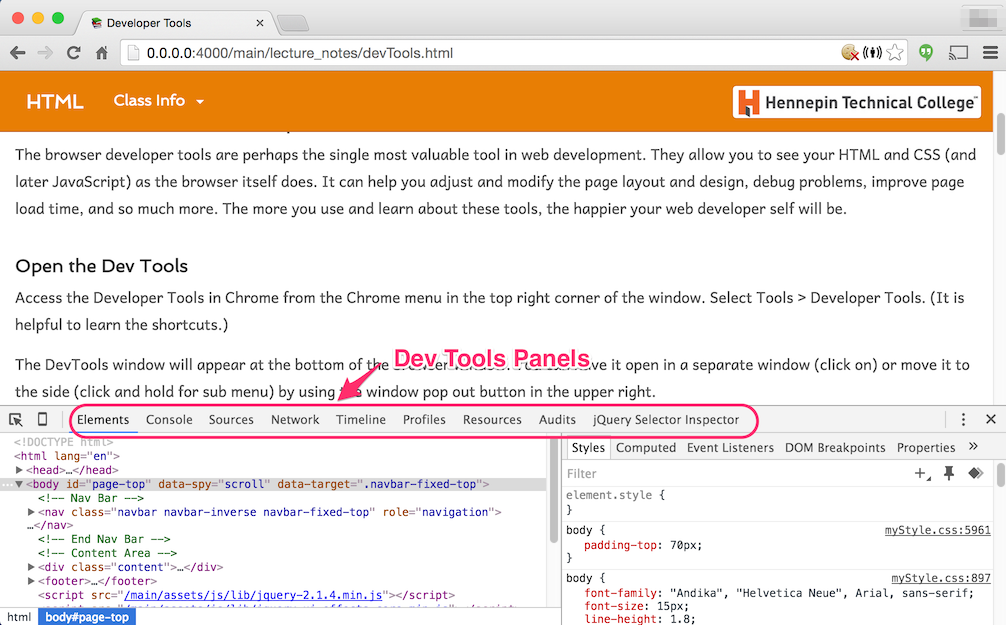 Developer Tools
0.0.0.0:4000/main/lecture_notes/devTools.html
HTML Class Info Hennepin Technical College
The browser developer tools are perhaps the single most valuable tool in web development. They allow you to see your HTML and CSS (and
later JavaScript) as the browser itself does. It can help you adjust and modify the page layout and design, debug problems, improve page
load time, and so much more. The more you use and learn about these tools, the happier your web developer self will be.
Open the Dev Tools
Access the Developer Tools in Chrome from the Chrome menu in the top right corner of the window. Select Tools > Developer Tools. (It is
helpful to learn the shortcuts.)
Dev Tools Panels
The DevTools window will appear at the bottom of the it open in a separate window (click on) or move it to
the side (click and hold for sub menu) by using the window pop out button in the upper right.
Elements Console Sources Network Timeline Profiles Resources Audits jQuery Selector Inspector
<!DOCTYPE html>
<html lang="en">
<head>…</head>
<body id="page-top" data-spy="scroll" data-target=".navbar-fixed-top">
<!-- Nav Bar -->
<nav class="navbar navbar-inverse navbar-fixed-top" role="navigation">
…</nav>
<!-- End Nav Bar -->
<!-- Content Area -->
<div class="content">…</div>
<footer>…</footer>
<script src="/main/assets/js/lib/jquery-2.1.4.min.js"></script>
html body#page-top
Styles Computed Event Listeners DOM Breakpoints Properties »
Filter
element.style {
}
body { myStyle.css:5961
padding-top: 70px;
}
body { myStyle.css:897
font-family: "Andika", "Helvetica Neue", Arial, sans-serif;
font-size: 15px;
line-height: 1.8;